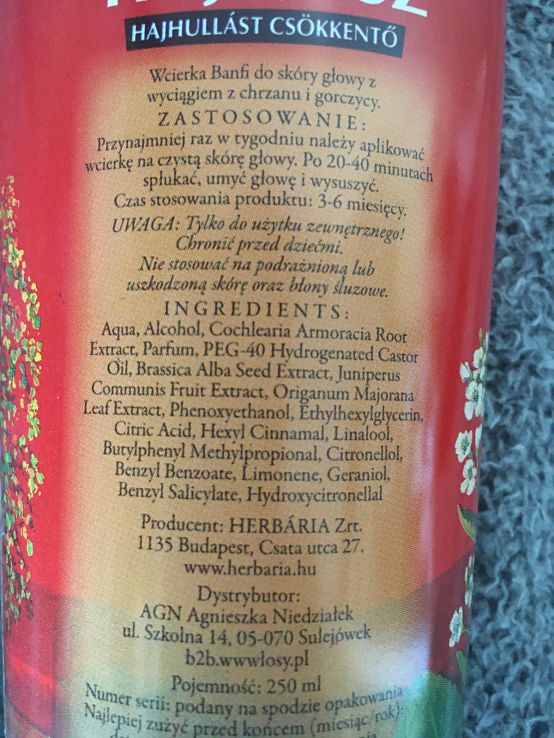 HAJHULLÁST CSÖKKENTŐ
Wcierka Banfi do skóry głowy z
wyciągiem z chrzanu i gorczycy.
ZASTOSOWANIE:
Przynajmniej raz w tygodniu należy aplikować
wcierkę na czystą skórę głowy. Po 20-40 minutach
spłukać, umyć głowę i wysuszyć.
Czas stosowania produktu: 3-6 miesięcy.
UWAGA: Tylko do użytku zewnętrznego!
Chronić przed dziećmi.
Nie stosować na podrażnioną lub
uszkodzoną skórę oraz błony śluzowe.
INGREDIENTS:
Aqua, Alcohol, Cochlearia Armoracia Root
Extract, Parfum, PEG-40 Hydrogenated Castor
Oil, Brassica Alba Seed Extract, Juniperus
Communis Fruit Extract, Origanum Majorana
Leaf Extract, Phenoxyethanol, Ethylhexylglycerin,
Citric Acid, Hexyl Cinnamal, Linalool,
Butylphenyl Methylpropional, Citronellol,
Benzyl Benzoate, Limonene, Geraniol,
Benzyl Salicylate, Hydroxycitronellal
Producent: HERBÁRIA Zrt.
1135 Budapest, Csata utca 27.
www.herbaria.hu
Dystrybutor:
AGN Agnieszka Niedziałek
ul. Szkolna 14, 05-070 Sulejówek
b2b.wwwłosy.pl
Pojemność: 250 ml
Numer serii: podany na spodzie opakowania
Najlepiej zużyć przed końcem (miesiąc/rok):